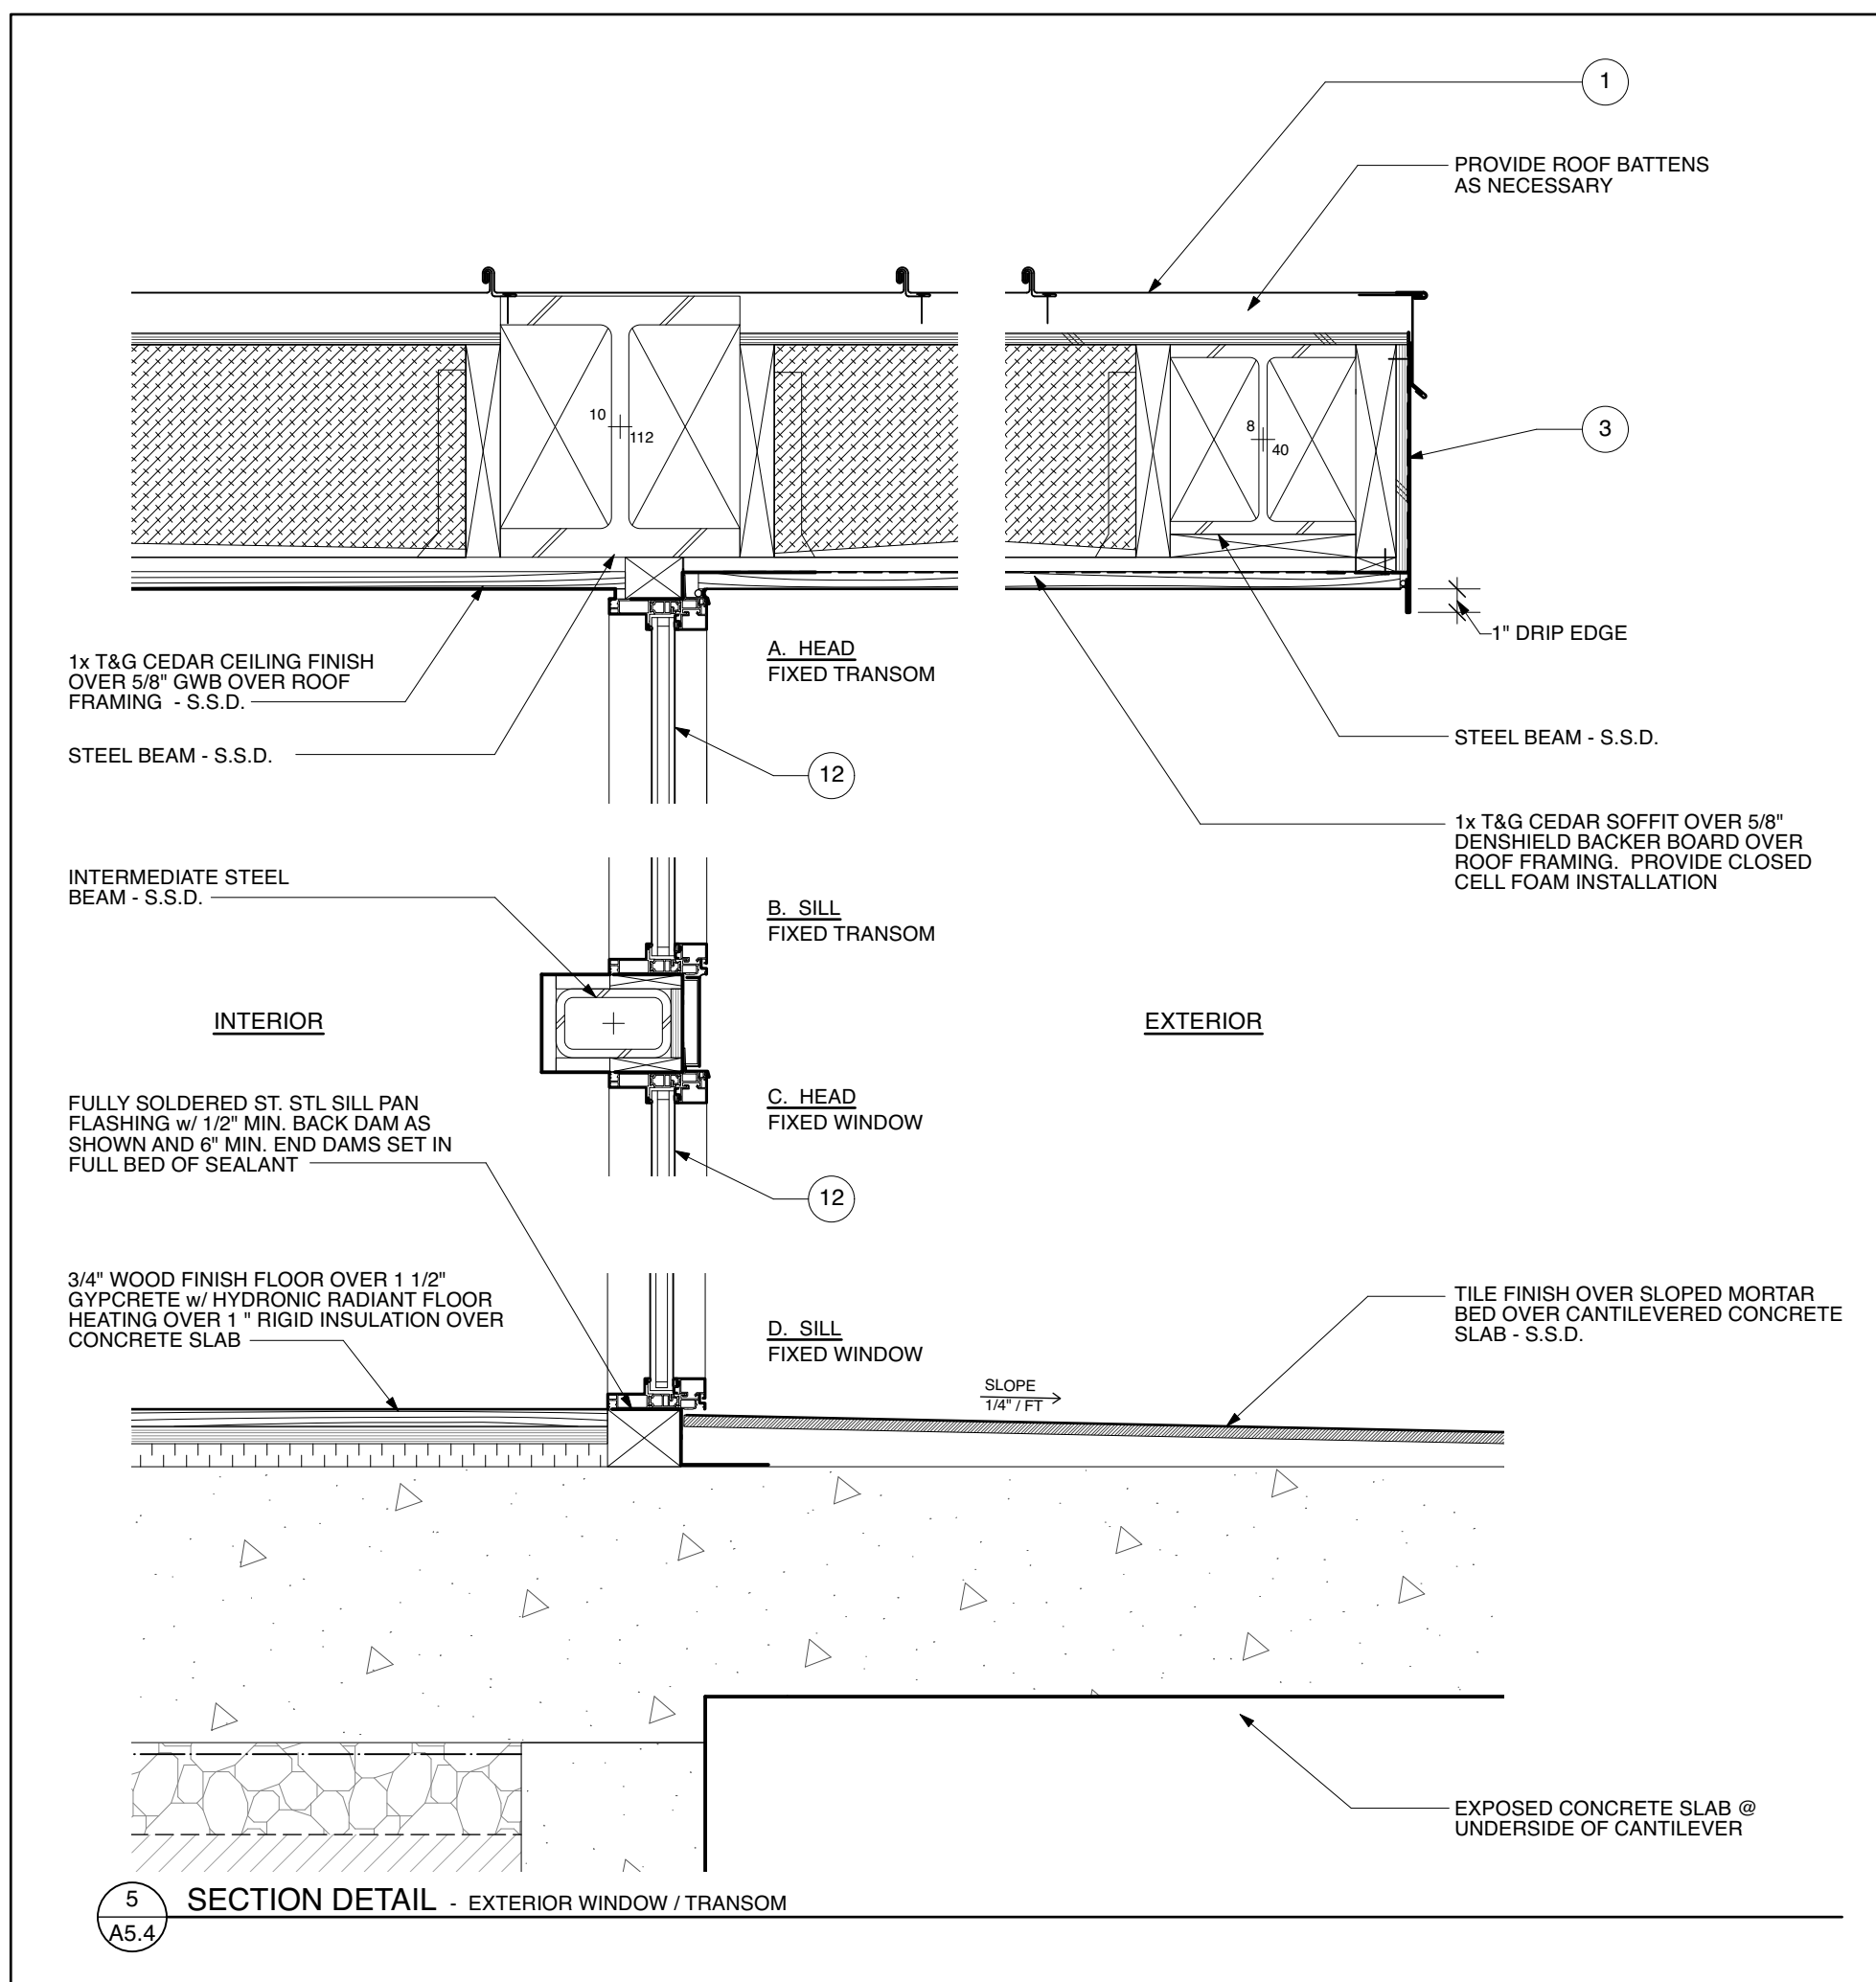 1
PROVIDE ROOF BATTENS
AS NECESSARY
10
112
8
40
3
1" DRIP EDGE
A. HEAD
FIXED TRANSOM
1x T&G CEDAR CEILING FINISH
OVER 5/8" GWB OVER ROOF
FRAMING - S.S.D.
STEEL BEAM - S.S.D.
STEEL BEAM - S.S.D.
12
1x T&G CEDAR SOFFIT OVER 5/8"
DENSHIELD BACKER BOARD OVER
ROOF FRAMING. PROVIDE CLOSED
CELL FOAM INSTALLATION
INTERMEDIATE STEEL
BEAM - S.S.D.
B. SILL
FIXED TRANSOM
INTERIOR
EXTERIOR
FULLY SOLDERED ST. STL SILL PAN
FLASHING w/ 1/2" MIN. BACK DAM AS
SHOWN AND 6" MIN. END DAMS SET IN
FULL BED OF SEALANT
C. HEAD
FIXED WINDOW
12
3/4" WOOD FINISH FLOOR OVER 1 1/2"
GYPCRETE w/ HYDRONIC RADIANT FLOOR
HEATING OVER 1 " RIGID INSULATION OVER
CONCRETE SLAB
D. SILL
FIXED WINDOW
TILE FINISH OVER SLOPED MORTAR
BED OVER CANTILEVERED CONCRETE
SLAB - S.S.D.
SLOPE
1/4" / FT
EXPOSED CONCRETE SLAB @
UNDERSIDE OF CANTILEVER
5
A5.4
SECTION DETAIL - EXTERIOR WINDOW / TRANSOM